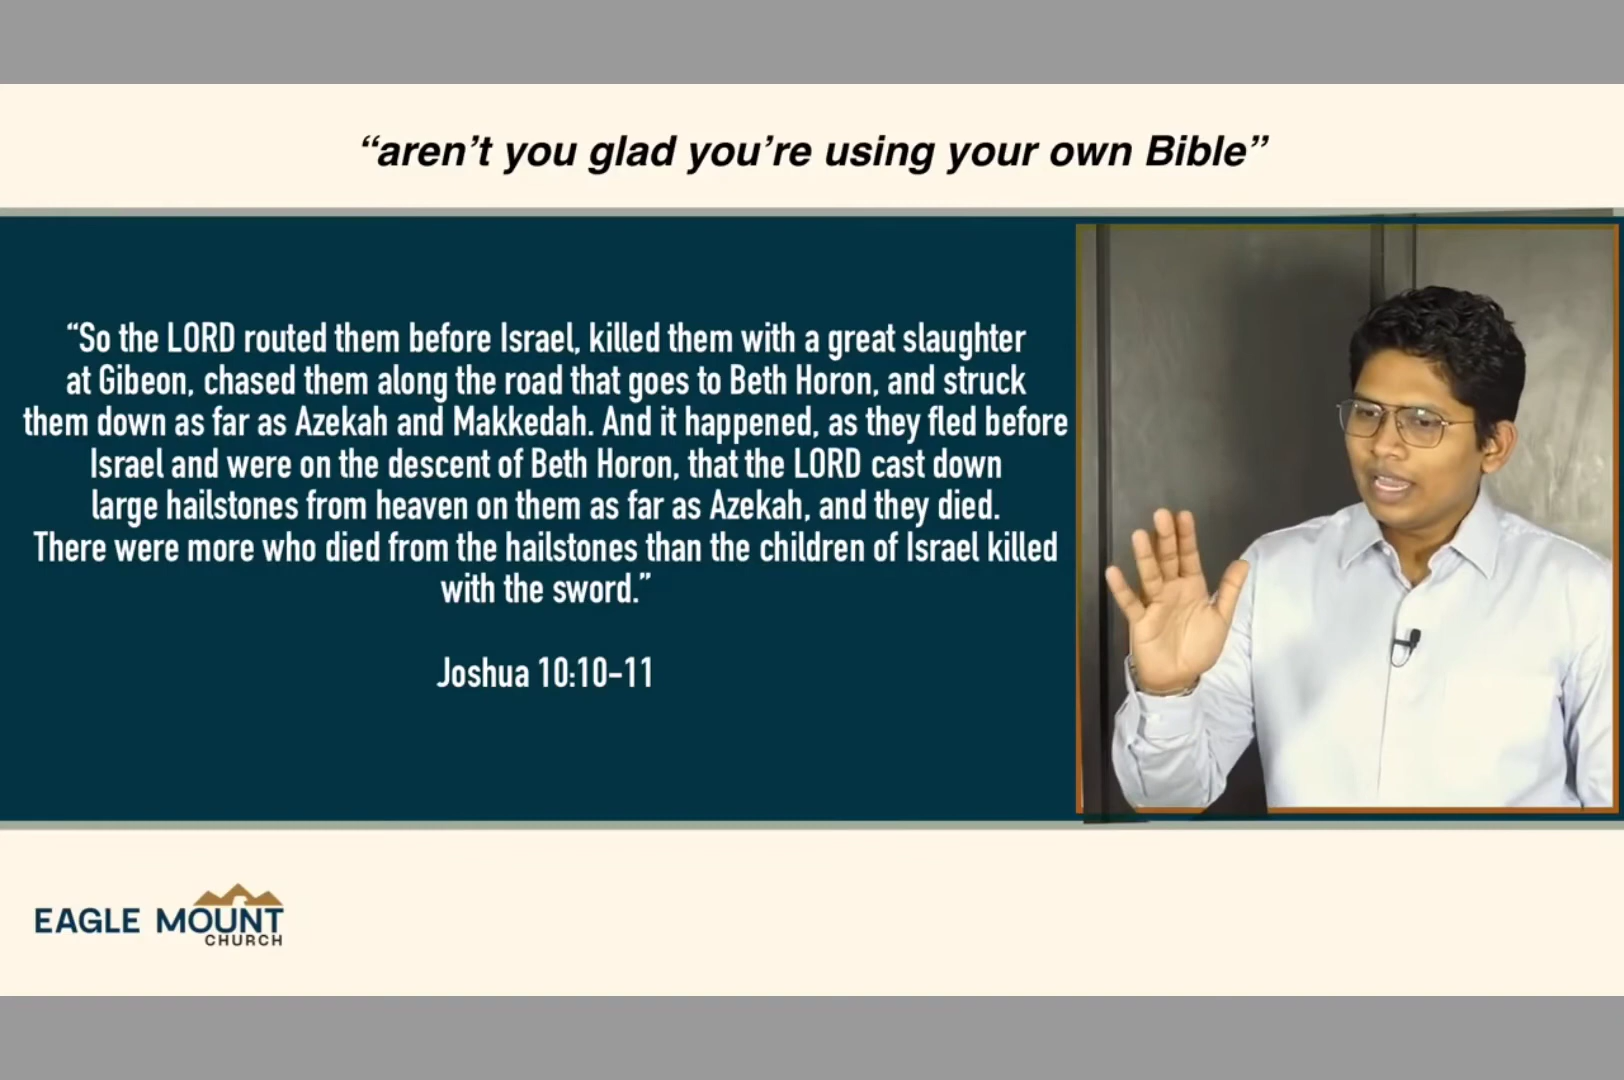 “aren’t you glad you’re using your own Bible”
“So the LORD routed them before Israel, killed them with a great slaughter
at Gibeon, chased them along the road that goes to Beth Horon, and struck
them down as far as Azekah and Makkedah. And it happened, as they fled before
Israel and were on the descent of Beth Horon, that the LORD cast down
large hailstones from heaven on them as far as Azekah, and they died.
There were more who died from the hailstones than the children of Israel killed
with the sword.”
Joshua 10:10-11
EAGLE MOUNT
CHURCH